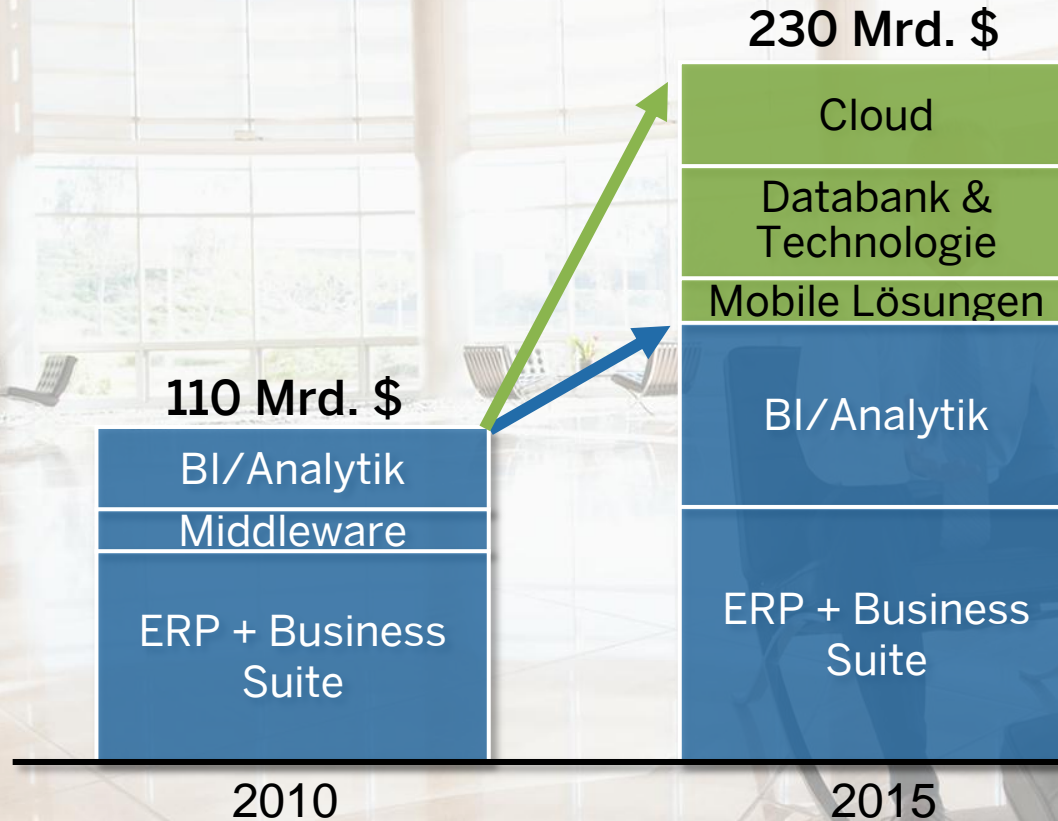 230 Mrd. $
Cloud
Databank &
Technologie
Mobile Lösungen
BI/Analytik
ERP + Business
Suite
110 Mrd. $
BI/Analytik
Middleware
ERP + Business
Suite
2010
2015